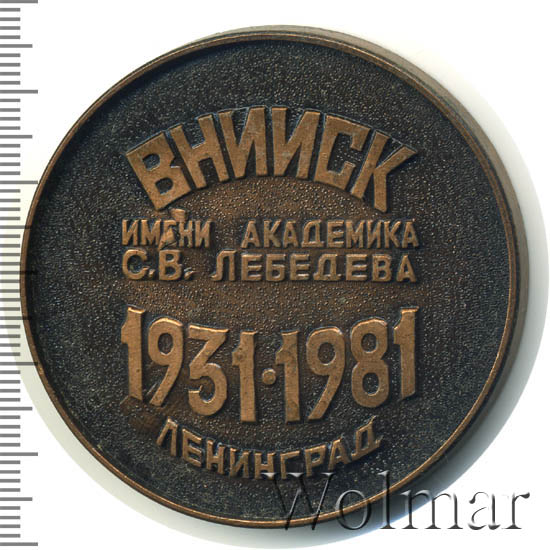 ВНИИСК
ИМЕНИ АКАДЕМИКА
С.В. ЛЕБЕДЕВА
1931·1981
ЛЕНИНГРАД
Wolmar